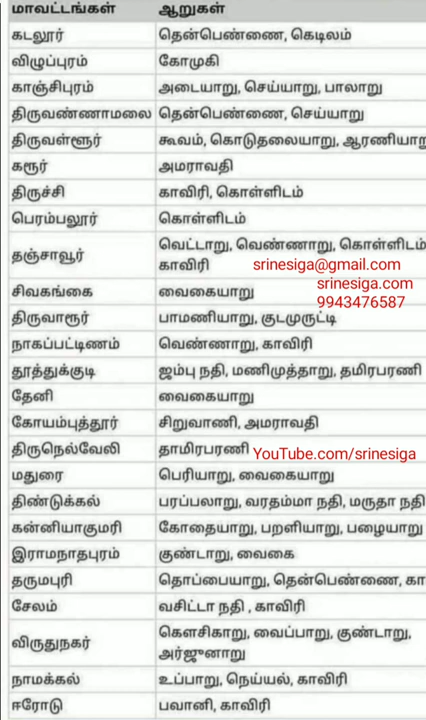 மாவட்டங்கள் ஆறுகள்
கடலூர் தென்பெண்ணை, கெடிலம்
விழுப்புரம் கோமுகி
காஞ்சிபுரம் அடையாறு, செய்யாறு, பாலாறு
திருவண்ணாமலை தென்பெண்ணை, செய்யாறு
திருவள்ளூர் கூவம், கொடுதலையாறு, ஆரணியாறு
கரூர் அமராவதி
திருச்சி காவிரி, கொள்ளிடம்
பெரம்பலூர் கொள்ளிடம்
தஞ்சாவூர் வெட்டாறு, வெண்ணாறு, கொள்ளிடம்
காவிரி srinesiga@gmail.com
srinesiga.com
சிவகங்கை வைகையாறு 9943476587
திருவாரூர் பாமணியாறு, குடமுருட்டி
நாகப்பட்டிணம் வெண்ணாறு, காவிரி
தூத்துக்குடி ஜம்பு நதி, மணிமுத்தாறு, தமிரபரணி
தேனி வைகையாறு
கோயம்புத்தூர் சிறுவாணி, அமராவதி
திருநெல்வேலி தாமிரபரணி YouTube.com/srinesiga
மதுரை பெரியாறு, வைகையாறு
திண்டுக்கல் பரப்பலாறு, வரதம்மா நதி, மருதா நதி
கன்னியாகுமரி கோதையாறு, பறளியாறு, பழையாறு
இராமநாதபுரம் குண்டாறு, வைகை
தருமபுரி தொப்பையாறு, தென்பெண்ணை, கா
சேலம் வசிட்டா நதி , காவிரி
விருதுநகர் கௌசிகாறு, வைப்பாறு, குண்டாறு,
அர்ஜுனாறு
நாமக்கல் உப்பாறு, நெய்யல், காவிரி
ஈரோடு பவானி, காவிரி